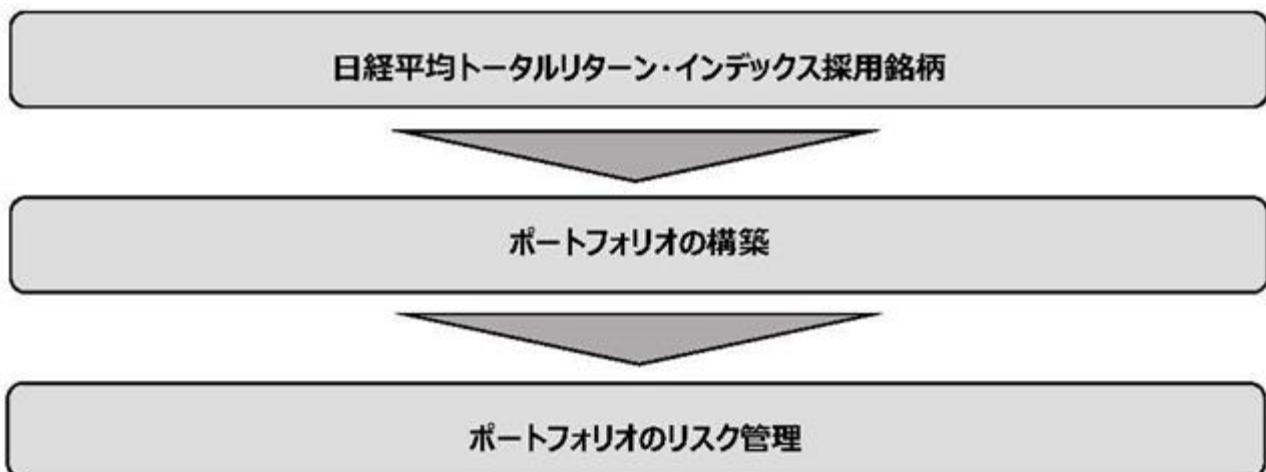 日経平均トータルリターン・インデックス採用銘柄
ポートフォリオの構築
ポートフォリオのリスク管理